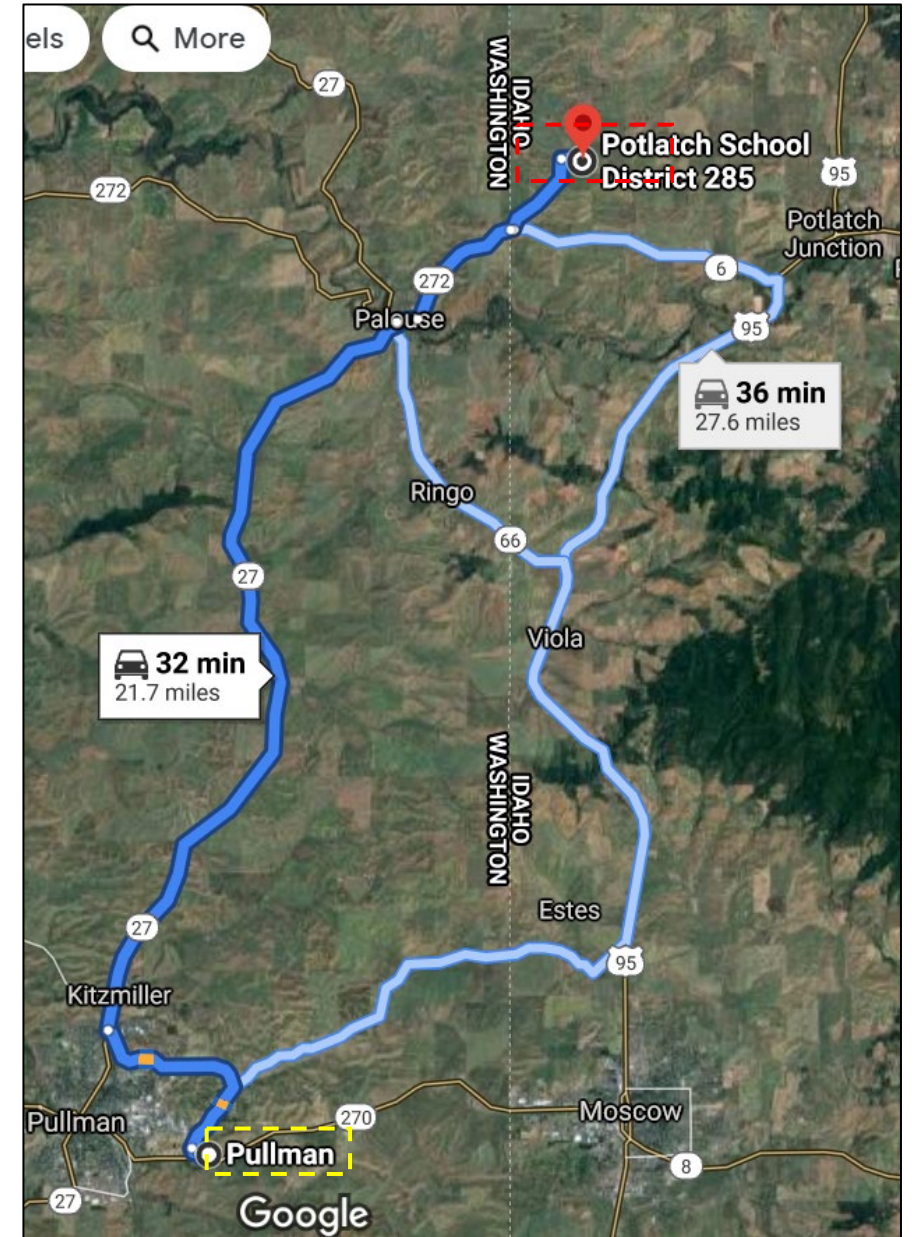 els
More
27
IDAHO
WASHINGTON
Potlatch School
District 285
272
95
Potlatch
Junction
272
6
Palouse
95
36 min
27.6 miles
Ringo
66
27
Viola
32 min
21.7 miles
IDAHO
WASHINGTON
Estes
27
95
Kitzmiller
Pullman
270
Moscow
Pullman
8
27
Google